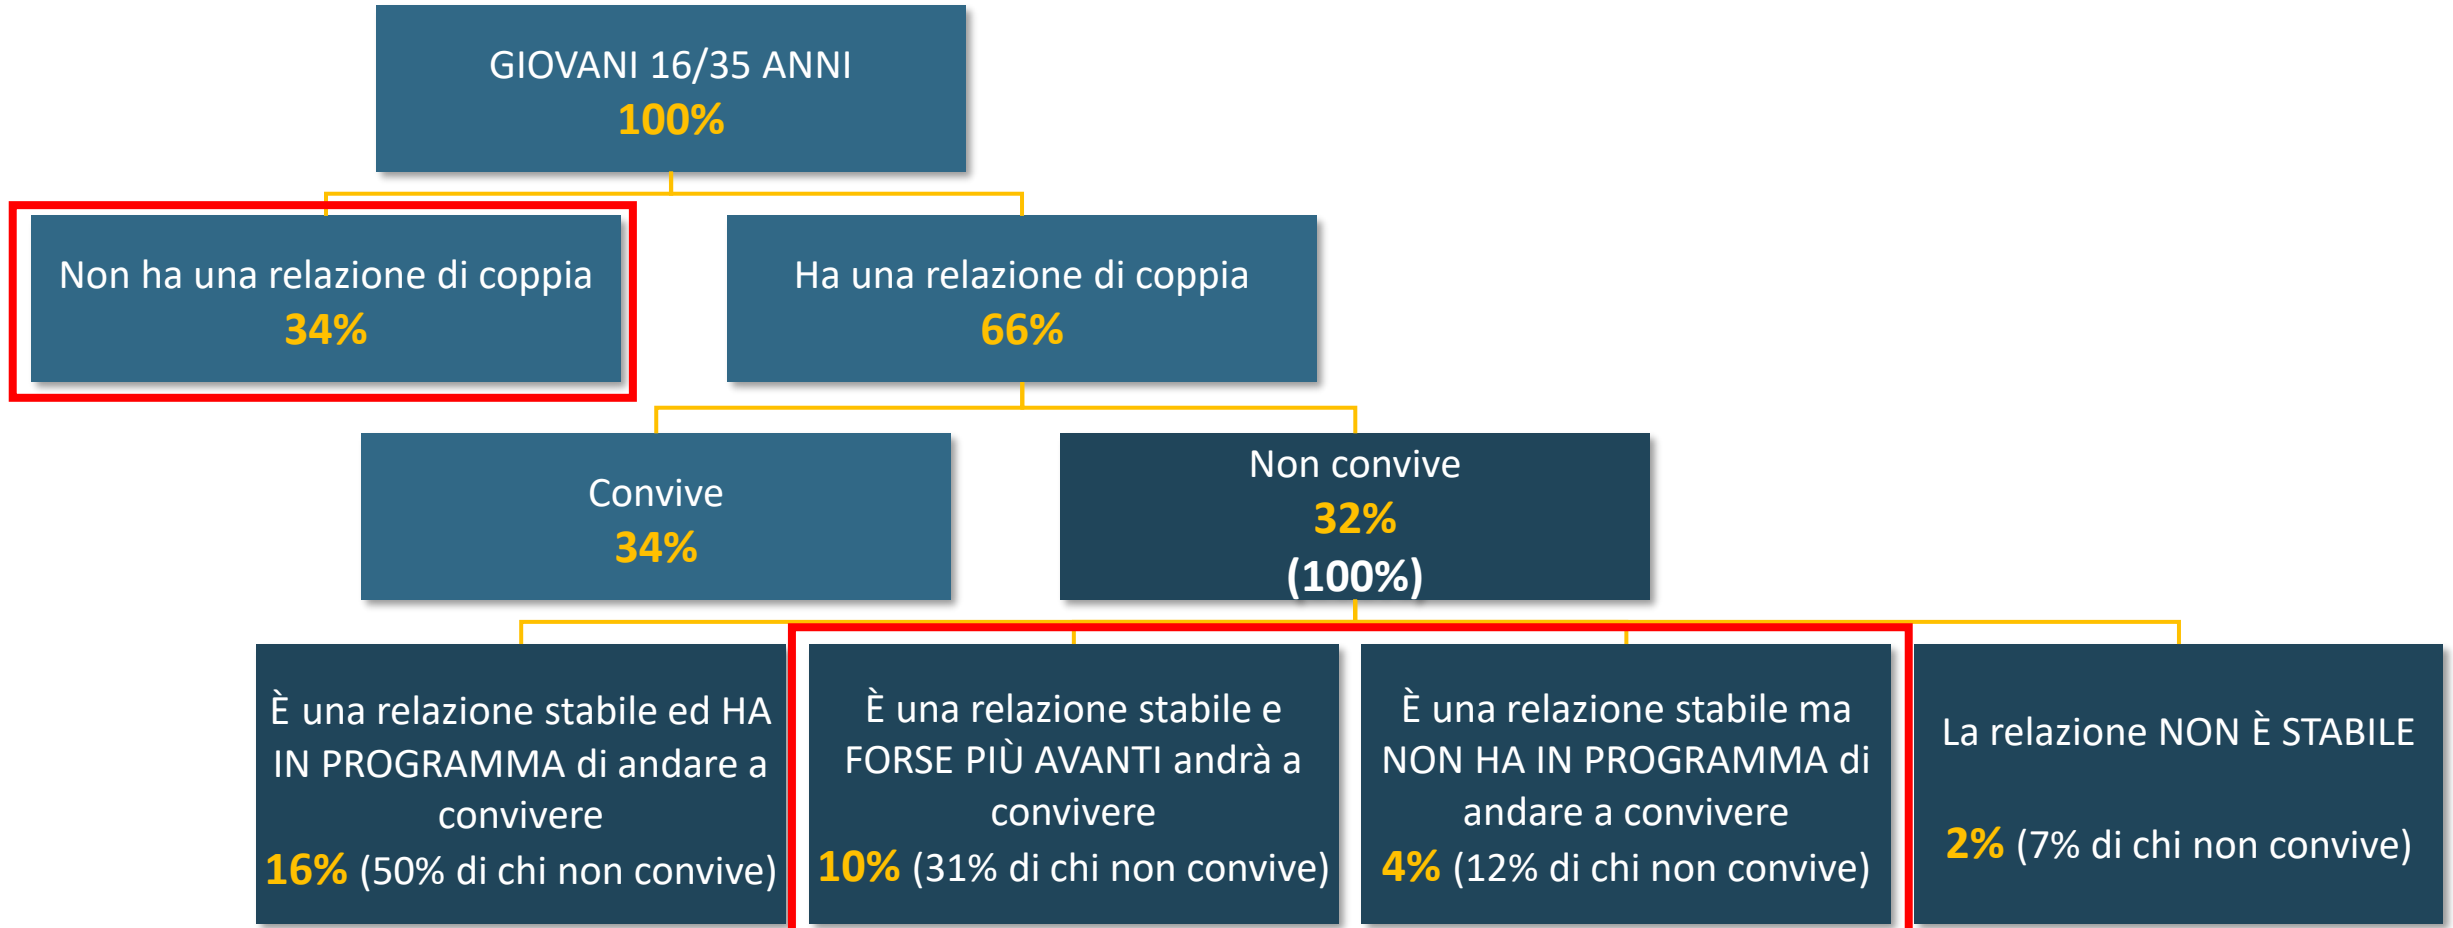 GIOVANI 16/35 ANNI
100%
Non ha una relazione di coppia
34%
Ha una relazione di coppia
66%
Convive
34%
Non convive
32%
(100%)
È una relazione stabile ed HA
IN PROGRAMMA di andare a
convivere
16% (50% di chi non convive)
È una relazione stabile e
FORSE PIÙ AVANTI andrà a
convivere
10% (31% di chi non convive)
È una relazione stabile ma
NON HA IN PROGRAMMA di
andare a convivere
4% (12% di chi non convive)
La relazione NON È STABILE
2% (7% di chi non convive)